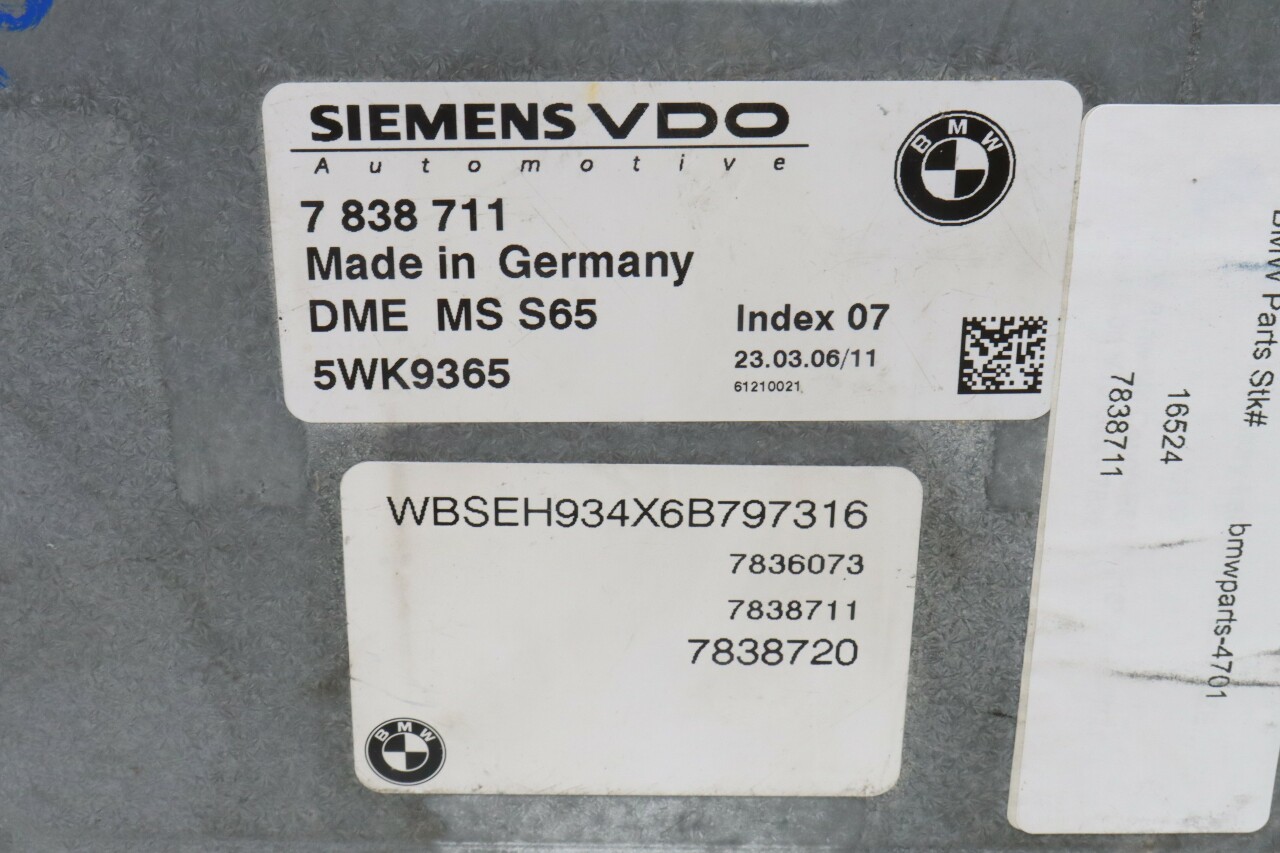 SIEMENS VDO
Automotive
7 838 711
Made in Germany
DME MS S65
5WK9365
Index 07
23.03.06/11
61210021
BMW
WBSEH934X6B797316
7836073
7838711
7838720
BMW
BMW Parts Stk#
bmwparts-4701
16524
7838711